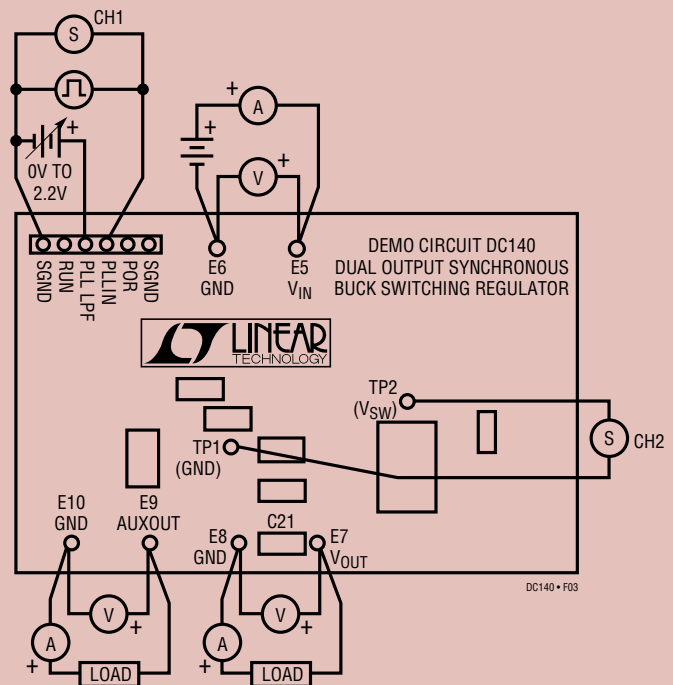 S
CH1
+
0V TO
2.2V
+
A
+
V
+
SGND
RUN
PLL LPF
PLLIN
POR
SGND
E6
GND
E5
VIN
DEMO CIRCUIT DC140
DUAL OUTPUT SYNCHRONOUS
BUCK SWITCHING REGULATOR
LINEAR
TECHNOLOGY
TP2
(VSW)
TP1
(GND)
S
CH2
E10
GND
E9
AUXOUT
E8
GND
C21
E7
VOUT
DC140 • F03
V
+
A
+
LOAD
V
+
A
+
LOAD